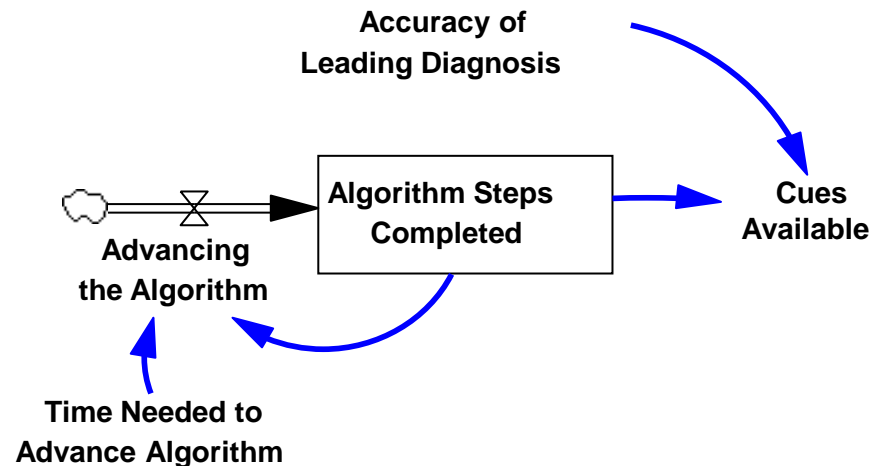 Accuracy of
Leading Diagnosis
Algorithm Steps
Completed
Cues
Available
Advancing
the Algorithm
Time Needed to
Advance Algorithm